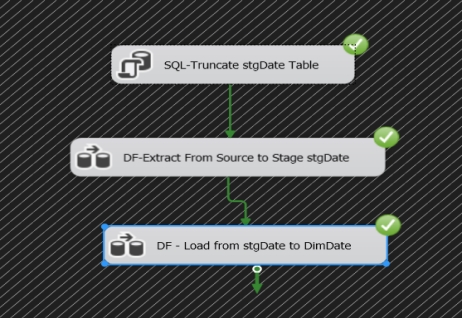 SQL-Truncate stgDate Table
DF-Extract From Source to Stage stgDate
DF - Load from stgDate to DimDate